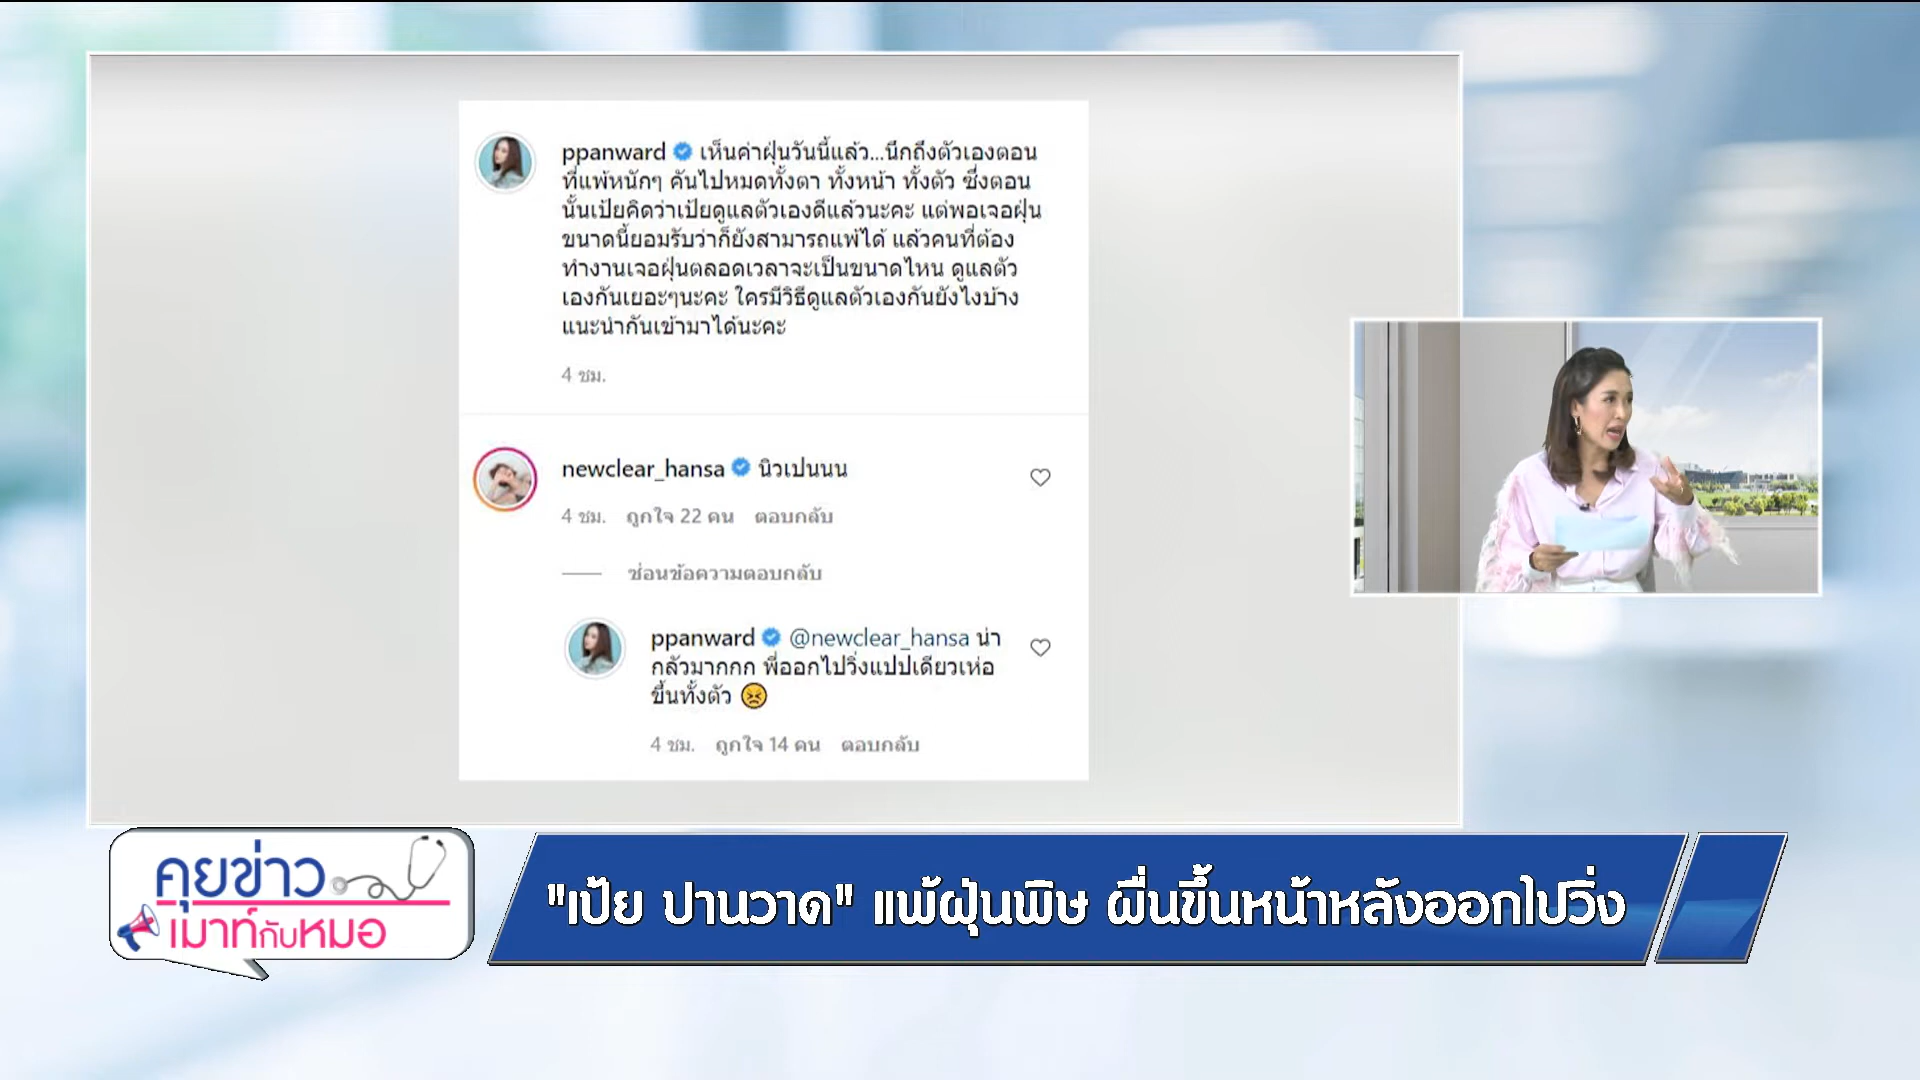 ppanward เห็นค่าฝุ่นวันนี้แล้ว...นึกถึงตัวเองตอน
ที่แพ้หนักๆ คันไปหมดทั้งตา ทั้งหน้า ทั้งตัว ซึ่งตอน
นั้นเป้ยคิดว่าเป้ยดูแลตัวเองดีแล้วนะคะ แต่พอเจอฝุ่น
ขนาดนี้ยอมรับว่าก็ยังสามารถแพ้ได้ แล้วคนที่ต้อง
ทำงานเจอฝุ่นตลอดเวลาจะเป็นขนาดไหน ดูแลตัว
เองกันเยอะๆนะคะ ใครมีวิธีดูแลตัวเองกันยังไงบ้าง
แนะนำกันเข้ามาได้นะคะ
4 ชม.
newclear_hansa นิวเปนนน
4 ชม. ถูกใจ 22 คน ตอบกลับ
ซ่อนข้อความตอบกลับ
ppanward @newclear_hansa น่า
กลัวมากกก พี่ออกไปวิ่งแปปเดียวเห่อ
ขึ้นทั้งตัว 😣
4 ชม. ถูกใจ 14 คน ตอบกลับ
คุยข่าว
เมาท์กับหมอ
"เป้ย ปานวาด" แพ้ฝุ่นพิษ ผื่นขึ้นหน้าหลังออกไปวิ่ง